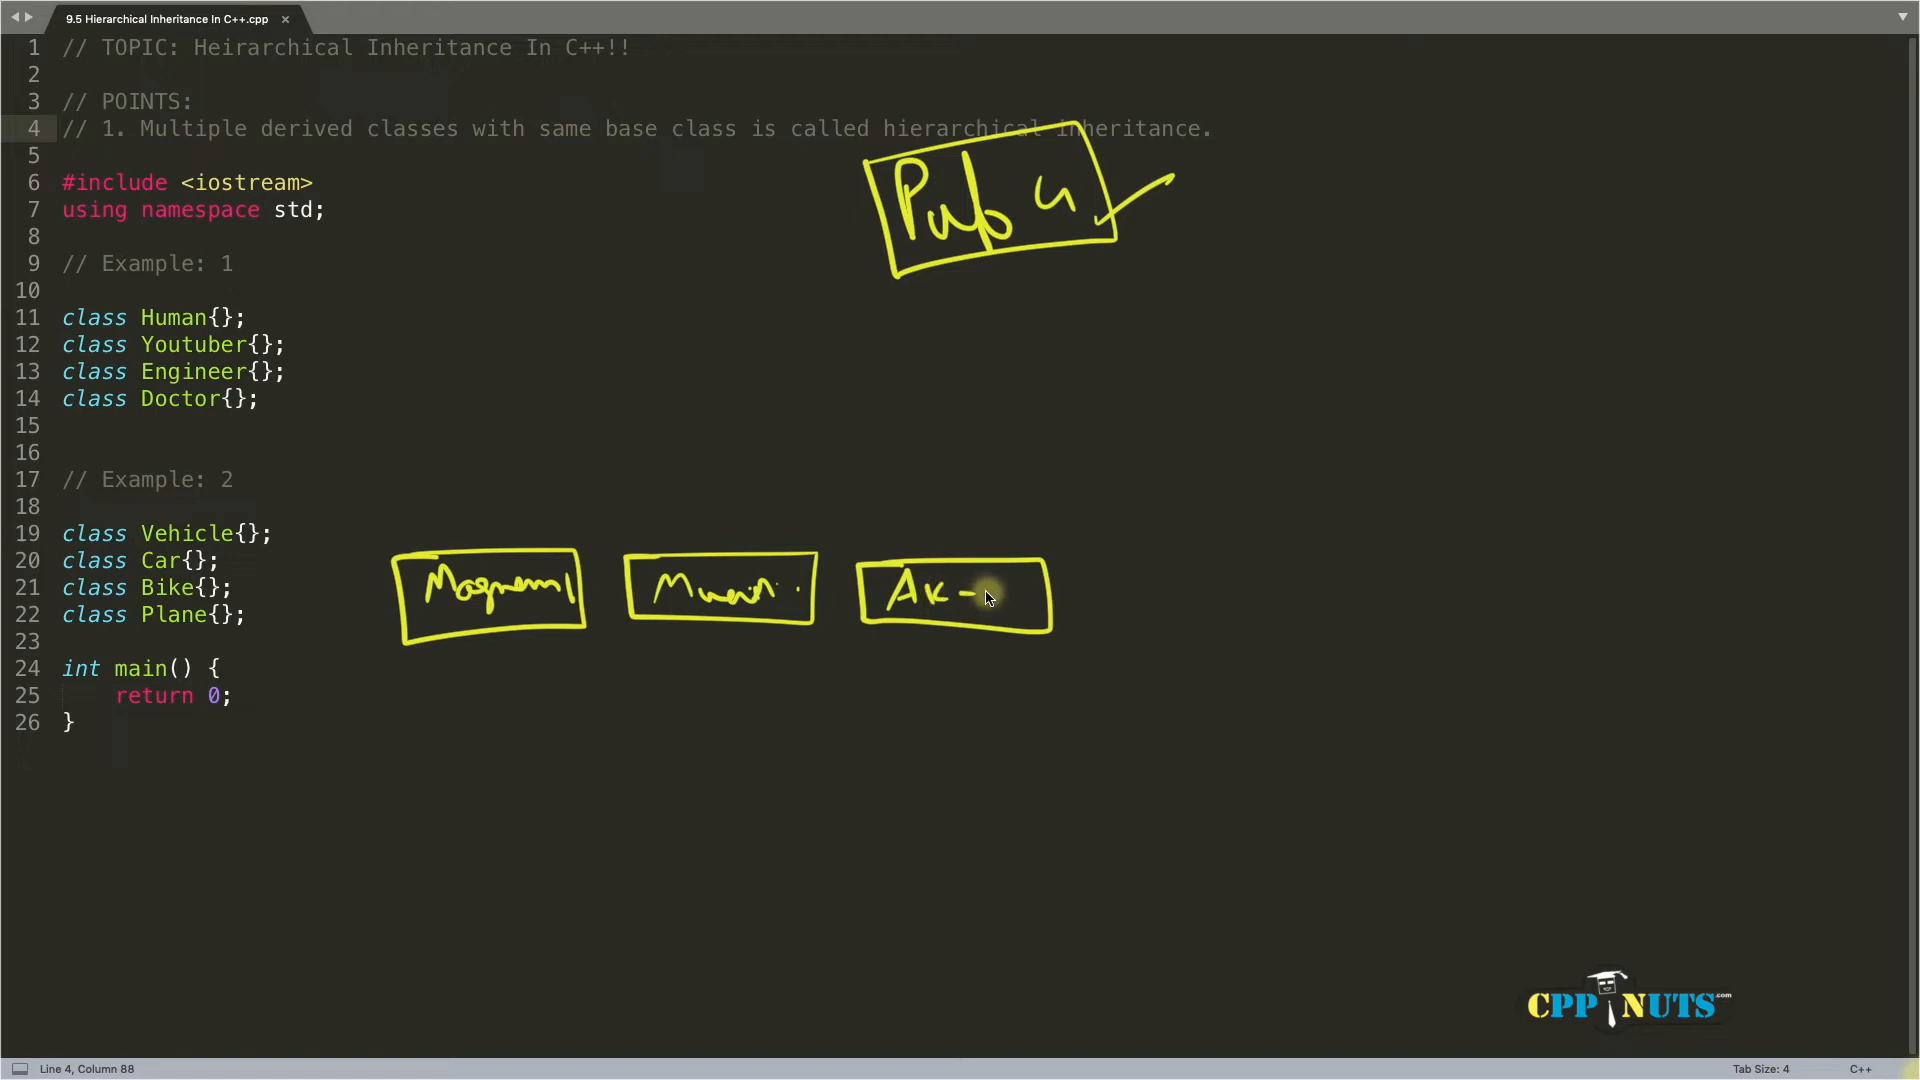 9.5 Hierarchical Inheritance In C++.cpp ×
1 // TOPIC: Heirarchical Inheritance In C++!!
2
3 // POINTS:
4 // 1. Multiple derived classes with same base class is called hierarchical inheritance.
5
6 #include <iostream>
7 using namespace std;
8
9 // Example: 1
10
11 class Human{};
12 class Youtuber{};
13 class Engineer{};
14 class Doctor{};
15
16
17 // Example: 2
18
19 class Vehicle{};
20 class Car{};
21 class Bike{};
22 class Plane{};
23
24 int main() {
25 return 0;
26 }
AK -
CPP NUTS .com
Line 4, Column 88
Tab Size: 4 C++